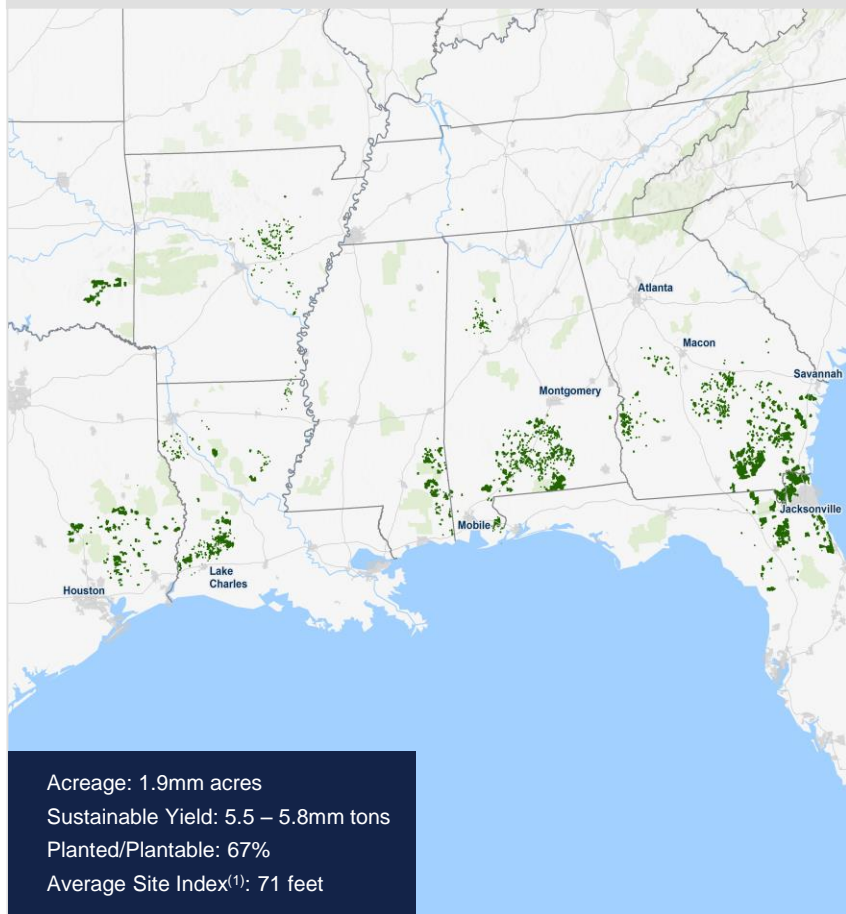 Atlanta
Macon
Savannah
Montgomery
Jacksonville
Mobile
Houston
Lake
Charles
Acreage: 1.9mm acres
Sustainable Yield: 5.5 – 5.8mm tons
Planted/Plantable: 67%
Average Site Index(1): 71 feet